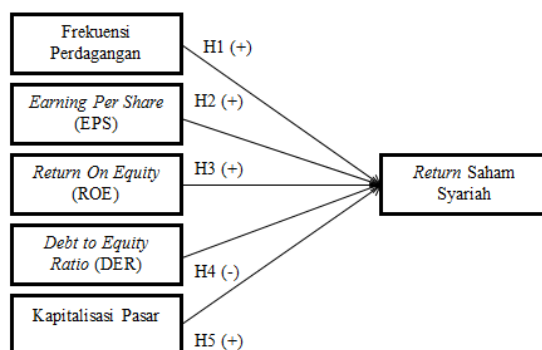 Frekuensi
Perdagangan
H1 (+)
Earning Per Share
(EPS)
H2 (+)
Return On Equity
(ROE)
H3 (+)
Return Saham
Syariah
Debt to Equity
Ratio (DER)
H4 (-)
Kapitalisasi Pasar
H5 (+)